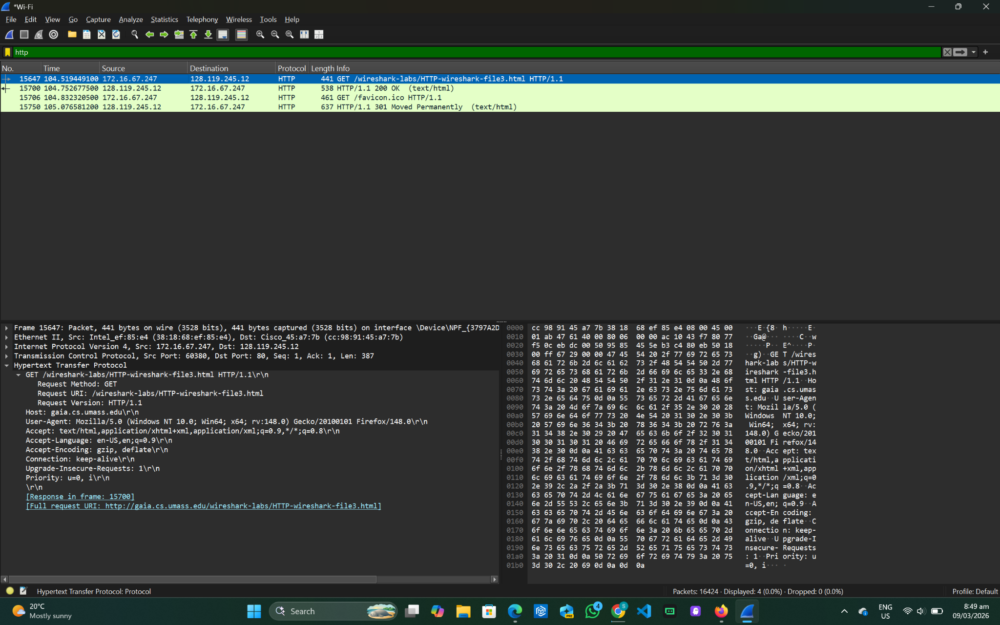 *Wi-Fi
File Edit View Go Capture Analyze Statistics Telephony Wireless Tools Help
http
No. Time Source Destination Protocol Length Info
15647 104.519449100 172.16.67.247 128.119.245.12 HTTP 441 GET /wireshark-labs/HTTP-wireshark-file3.html HTTP/1.1
15700 104.752677500 128.119.245.12 172.16.67.247 HTTP 538 HTTP/1.1 200 OK (text/html)
15706 104.832320500 172.16.67.247 128.119.245.12 HTTP 461 GET /favicon.ico HTTP/1.1
15750 105.076581200 128.119.245.12 172.16.67.247 HTTP 637 HTTP/1.1 301 Moved Permanently (text/html)
Frame 15647: Packet, 441 bytes on wire (3528 bits), 441 bytes captured (3528 bits) on interface \Device\NPF_{3797A2D
Ethernet II, Src: Intel_ef:85:e4 (38:18:68:ef:85:e4), Dst: Cisco_45:a7:7b (cc:98:91:45:a7:7b)
Internet Protocol Version 4, Src: 172.16.67.247, Dst: 128.119.245.12
Transmission Control Protocol, Src Port: 60380, Dst Port: 80, Seq: 1, Ack: 1, Len: 387
Hypertext Transfer Protocol
GET /wireshark-labs/HTTP-wireshark-file3.html HTTP/1.1\r\n
Request Method: GET
Request URI: /wireshark-labs/HTTP-wireshark-file3.html
Request Version: HTTP/1.1
Host: gaia.cs.umass.edu\r\n
User-Agent: Mozilla/5.0 (Windows NT 10.0; Win64; x64; rv:148.0) Gecko/20100101 Firefox/148.0\r\n
Accept: text/html,application/xhtml+xml,application/xml;q=0.9,*/*;q=0.8\r\n
Accept-Language: en-US,en;q=0.9\r\n
Accept-Encoding: gzip, deflate\r\n
Connection: keep-alive\r\n
Upgrade-Insecure-Requests: 1\r\n
Priority: u=0, i\r\n
\r\n
[Response in frame: 15700]
[Full request URI: http://gaia.cs.umass.edu/wireshark-labs/HTTP-wireshark-file3.html]
0000 cc 98 91 45 a7 7b 38 18 68 ef 85 e4 08 00 45 00 ···E·{8· h·····E·
0010 01 ab 47 61 40 00 80 06 00 00 ac 10 43 f7 80 77 ··Ga@··· ····C··w
0020 f5 0c eb dc 00 50 95 85 45 5e b3 c4 80 eb 50 18 ·····P·· E^····P·
0030 00 ff 67 29 00 00 47 45 54 20 2f 77 69 72 65 73 ··g)··GE T /wires
0040 68 61 72 6b 2d 6c 61 62 73 2f 48 54 54 50 2d 77 hark-lab s/HTTP-w
0050 69 72 65 73 68 61 72 6b 2d 66 69 6c 65 33 2e 68 ireshark -file3.h
0060 74 6d 6c 20 48 54 54 50 2f 31 2e 31 0d 0a 48 6f tml HTTP /1.1··Ho
0070 73 74 3a 20 67 61 69 61 2e 63 73 2e 75 6d 61 73 st: gaia .cs.umas
0080 73 2e 65 64 75 0d 0a 55 73 65 72 2d 41 67 65 6e s.edu··U ser-Agen
0090 74 3a 20 4d 6f 7a 69 6c 6c 61 2f 35 2e 30 20 28 t: Mozil la/5.0 (
00a0 57 69 6e 64 6f 77 73 20 4e 54 20 31 30 2e 30 3b Windows NT 10.0;
00b0 20 57 69 6e 36 34 3b 20 78 36 34 3b 20 72 76 3a Win64; x64; rv:
00c0 31 34 38 2e 30 29 20 47 65 63 6b 6f 2f 32 30 31 148.0) G ecko/201
00d0 30 30 31 30 31 20 46 69 72 65 66 6f 78 2f 31 34 00101 Fi refox/14
00e0 38 2e 30 0d 0a 41 63 63 65 70 74 3a 20 74 65 78 8.0··Acc ept: tex
00f0 74 2f 68 74 6d 6c 2c 61 70 70 6c 69 63 61 74 69 t/html,a pplicati
0100 6f 6e 2f 78 68 74 6d 6c 2b 78 6d 6c 2c 61 70 70 on/xhtml +xml,app
0110 6c 69 63 61 74 69 6f 6e 2f 78 6d 6c 3b 71 3d 30 lication /xml;q=0
0120 2e 39 2c 2a 2f 2a 3b 71 3d 30 2e 38 0d 0a 41 63 .9,*/*;q =0.8··Ac
0130 63 65 70 74 2d 4c 61 6e 67 75 61 67 65 3a 20 65 cept-Lan guage: e
0140 6e 2d 55 53 2c 65 6e 3b 71 3d 30 2e 39 0d 0a 41 n-US,en; q=0.9··A
0150 63 63 65 70 74 2d 45 6e 63 6f 64 69 6e 67 3a 20 ccept-En coding:
0160 67 7a 69 70 2c 20 64 65 66 6c 61 74 65 0d 0a 43 gzip, de flate··C
0170 6f 6e 6e 65 63 74 69 6f 6e 3a 20 6b 65 65 70 2d onnectio n: keep-
0180 61 6c 69 76 65 0d 0a 55 70 67 72 61 64 65 2d 49 alive··U pgrade-I
0190 6e 73 65 63 75 72 65 2d 52 65 71 75 65 73 74 73 nsecure- Requests
01a0 3a 20 31 0d 0a 50 72 69 6f 72 69 74 79 3a 20 75 : 1··Pri ority: u
01b0 3d 30 2c 20 69 0d 0a 0d 0a =0, i··· ·
Hypertext Transfer Protocol: Protocol
Packets: 16424 · Displayed: 4 (0.0%) · Dropped: 0 (0.0%)
Profile: Default
20°C
Mostly sunny
Search
PRE
4
S
ENG
US
8:49 am
09/03/2026